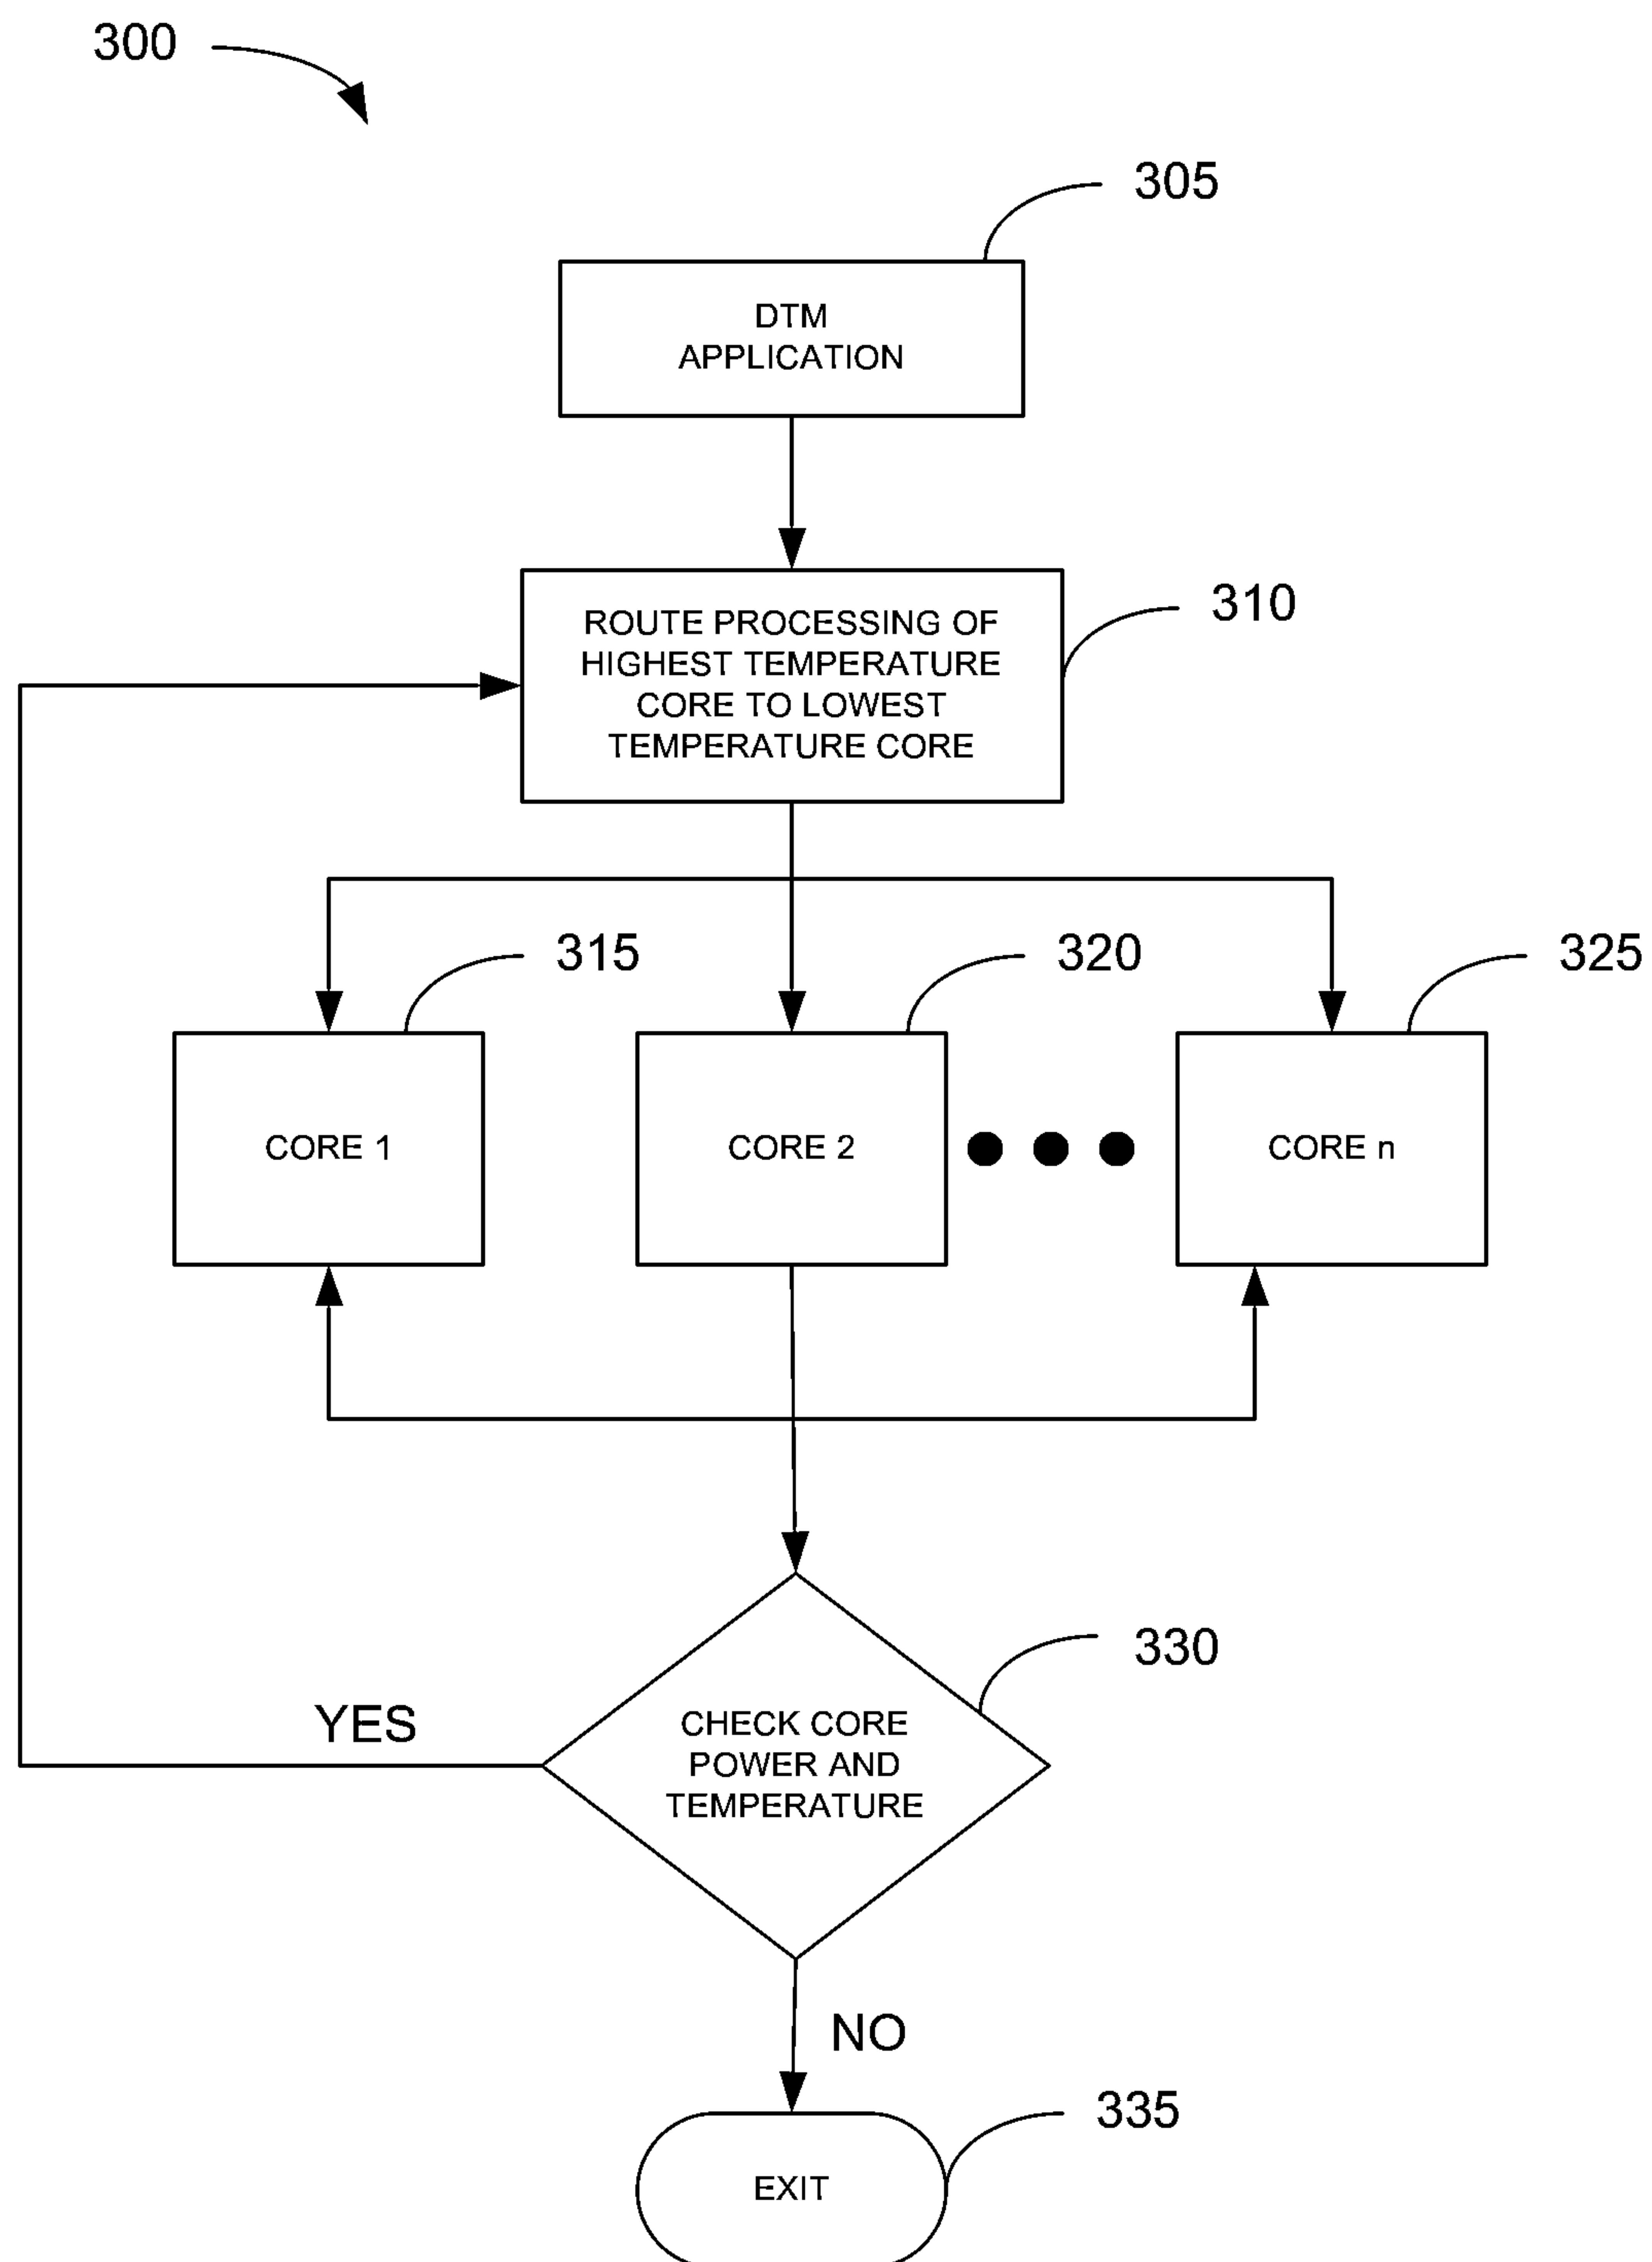 300
305
DTM
APPLICATION
310
ROUTE PROCESSING OF
HIGHEST TEMPERATURE
CORE TO LOWEST
TEMPERATURE CORE
315
320
325
CORE 1
CORE 2
CORE n
330
YES
CHECK CORE
POWER AND
TEMPERATURE
NO
335
EXIT